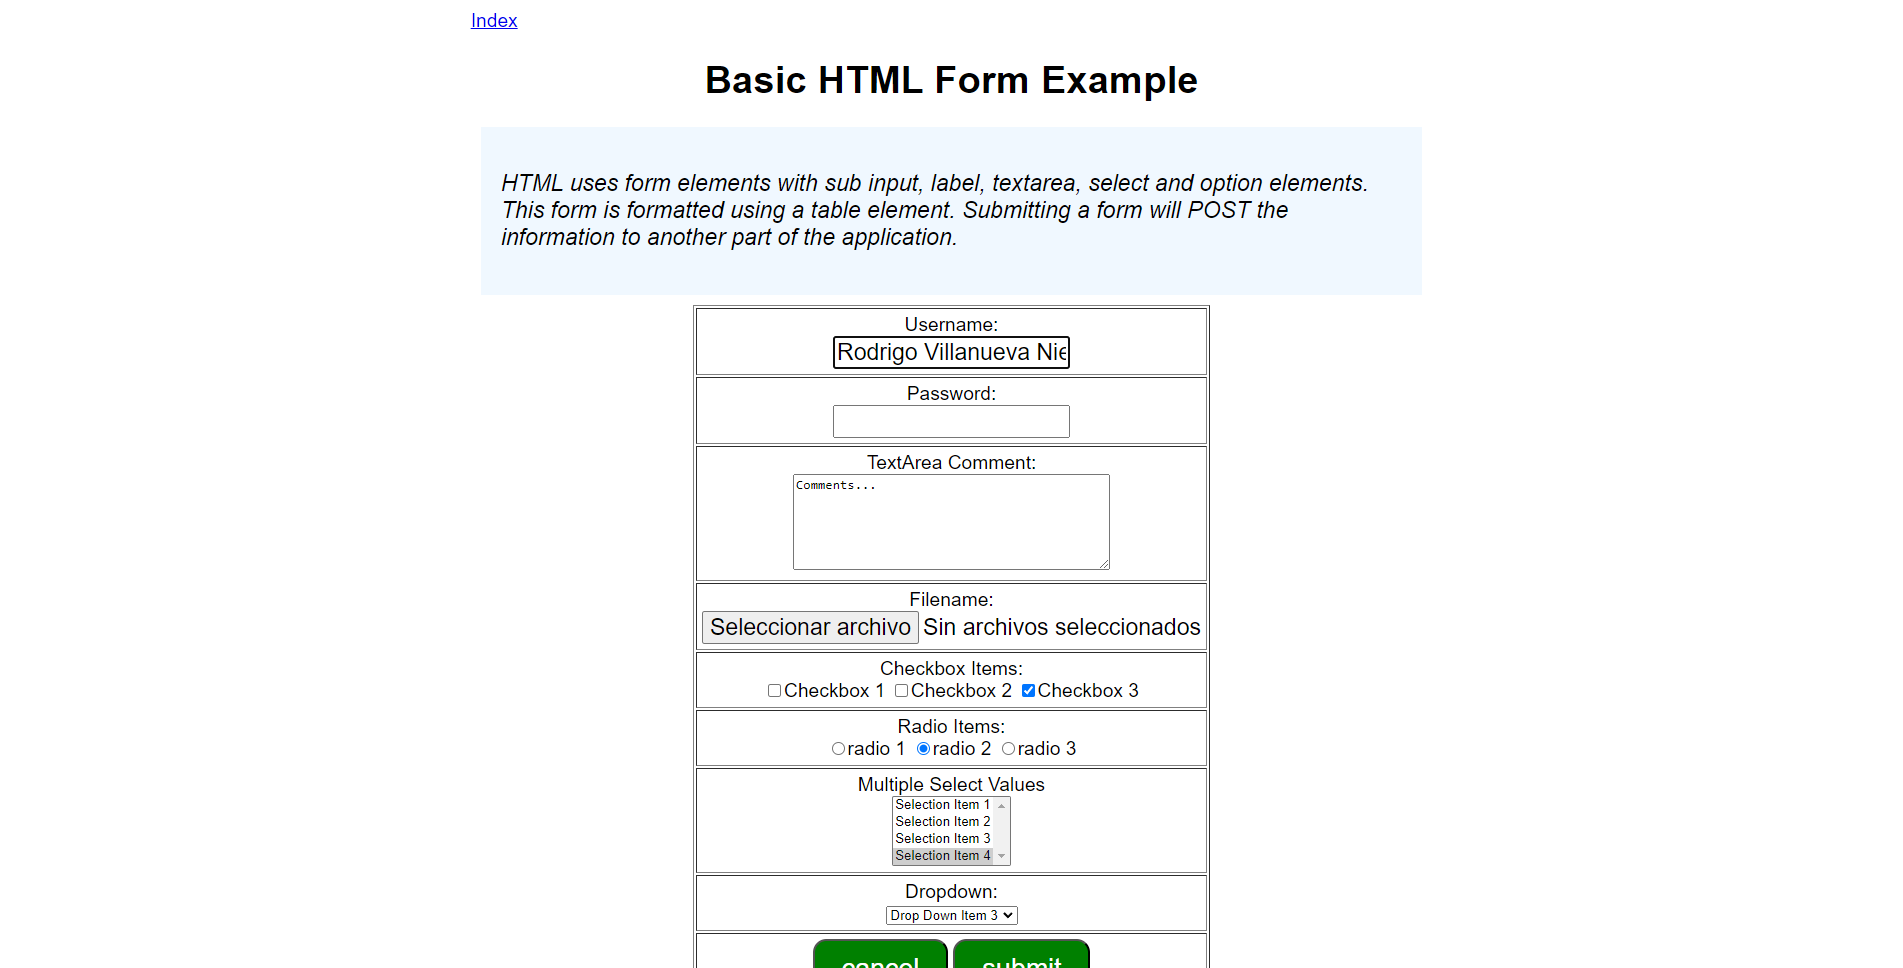 Index
Basic HTML Form Example
HTML uses form elements with sub input, label, textarea, select and option elements.
This form is formatted using a table element. Submitting a form will POST the
information to another part of the application.
Username:
Rodrigo Villanueva Nie
Password:
TextArea Comment:
Comments...
Filename:
Seleccionar archivo Sin archivos seleccionados
Checkbox Items:
Checkbox 1 Checkbox 2 Checkbox 3
Radio Items:
radio 1 radio 2 radio 3
Multiple Select Values
Selection Item 1
Selection Item 2
Selection Item 3
Selection Item 4
Dropdown:
Drop Down Item 3
cancel submit